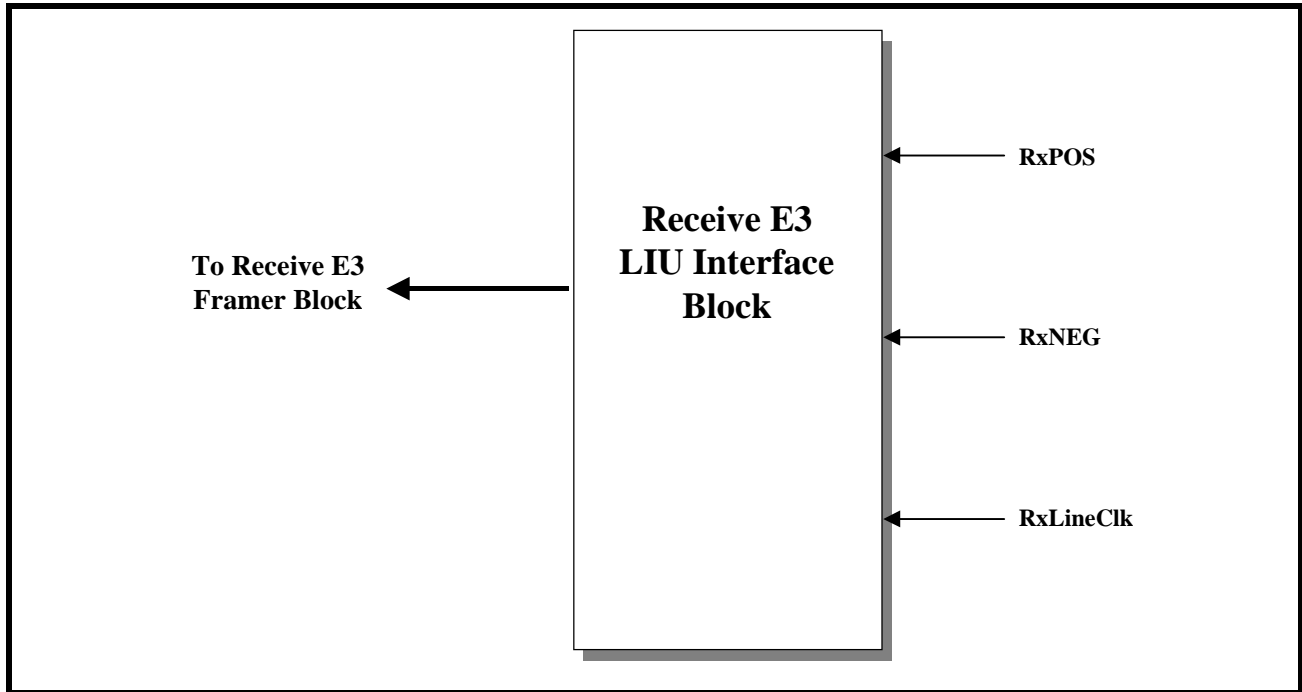 To Receive E3
Framer Block
Receive E3
LIU Interface
Block
RxPOS
RxNEG
RxLineClk